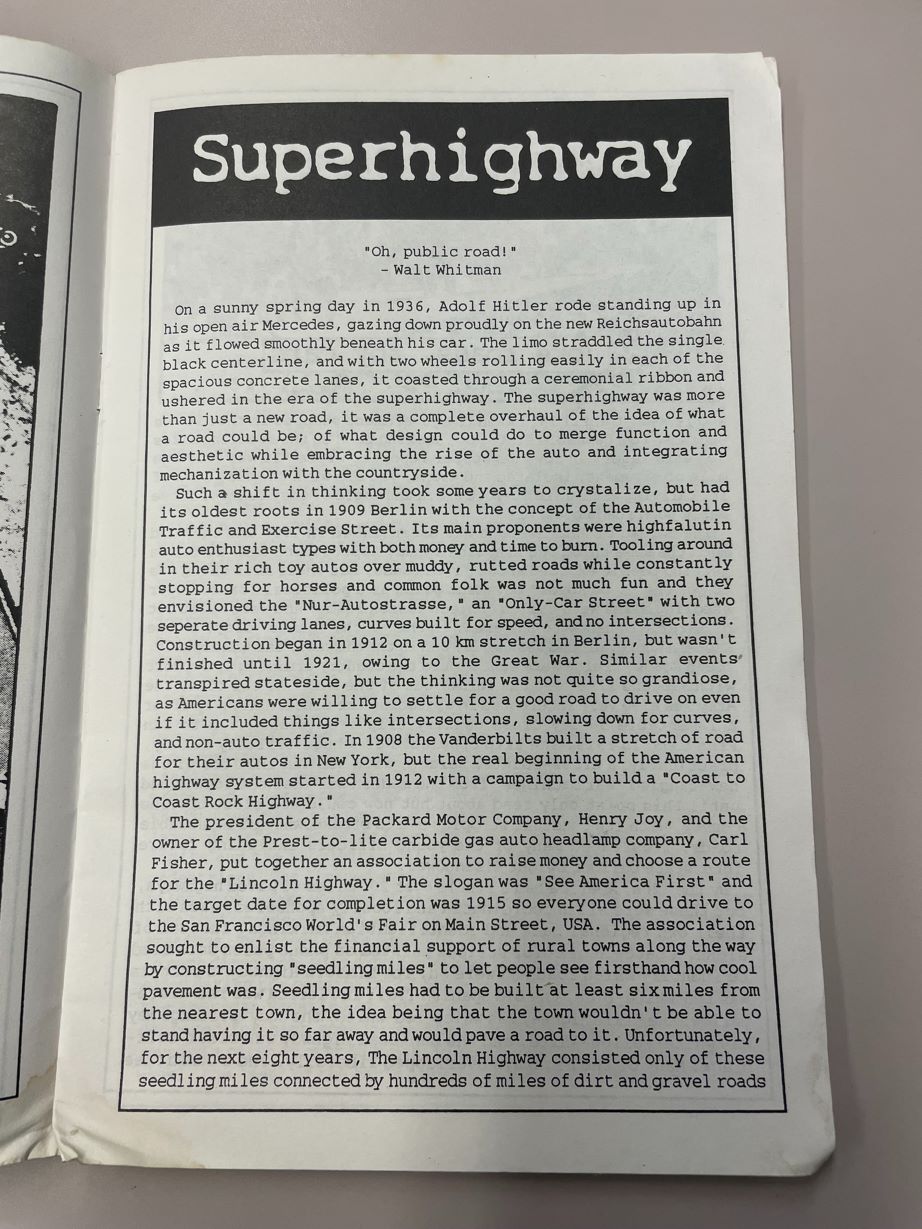 Superhighway
"Oh, public road!"
- Walt Whitman
On a sunny spring day in 1936, Adolf Hitler rode standing up in
his open air Mercedes, gazing down proudly on the new Reichsautobahn
as it flowed smoothly beneath his car. The limo straddled the single
black centerline, and with two wheels rolling easily in each of the
spacious concrete lanes, it coasted through a ceremonial ribbon and
ushered in the era of the superhighway. The superhighway was more
than just a new road, it was a complete overhaul of the idea of what
a road could be; of what design could do to merge function and
aesthetic while embracing the rise of the auto and integrating
mechanization with the countryside.
Such a shift in thinking took some years to crystalize, but had
its oldest roots in 1909 Berlin with the concept of the Automobile
Traffic and Exercise Street. Its main proponents were highfalutin
auto enthusiast types with both money and time to burn. Tooling around
in their rich toy autos over muddy, rutted roads while constantly
stopping for horses and common folk was not much fun and they
envisioned the "Nur-Autostrasse," an "Only-Car Street" with two
seperate driving lanes, curves built for speed, and no intersections.
Construction began in 1912 on a 10 km stretch in Berlin, but wasn't
finished until 1921, owing to the Great War. Similar events
transpired stateside, but the thinking was not quite so grandiose,
as Americans were willing to settle for a good road to drive on even
if it included things like intersections, slowing down for curves,
and non-auto traffic. In 1908 the Vanderbilts built a stretch of road
for their autos in New York, but the real beginning of the American
highway system started in 1912 with a campaign to build a "Coast to
Coast Rock Highway."
The president of the Packard Motor Company, Henry Joy, and the
owner of the Prest-to-lite carbide gas auto headlamp company, Carl
Fisher, put together an association to raise money and choose a route
for the "Lincoln Highway." The slogan was "See America First" and
the target date for completion was 1915 so everyone could drive to
the San Francisco World's Fair on Main Street, USA. The association
sought to enlist the financial support of rural towns along the way
by constructing "seedling miles" to let people see firsthand how cool
pavement was. Seedling miles had to be built at least six miles from
the nearest town, the idea being that the town wouldn't be able to
stand having it so far away and would pave a road to it. Unfortunately,
for the next eight years, The Lincoln Highway consisted only of these
seedling miles connected by hundreds of miles of dirt and gravel roads